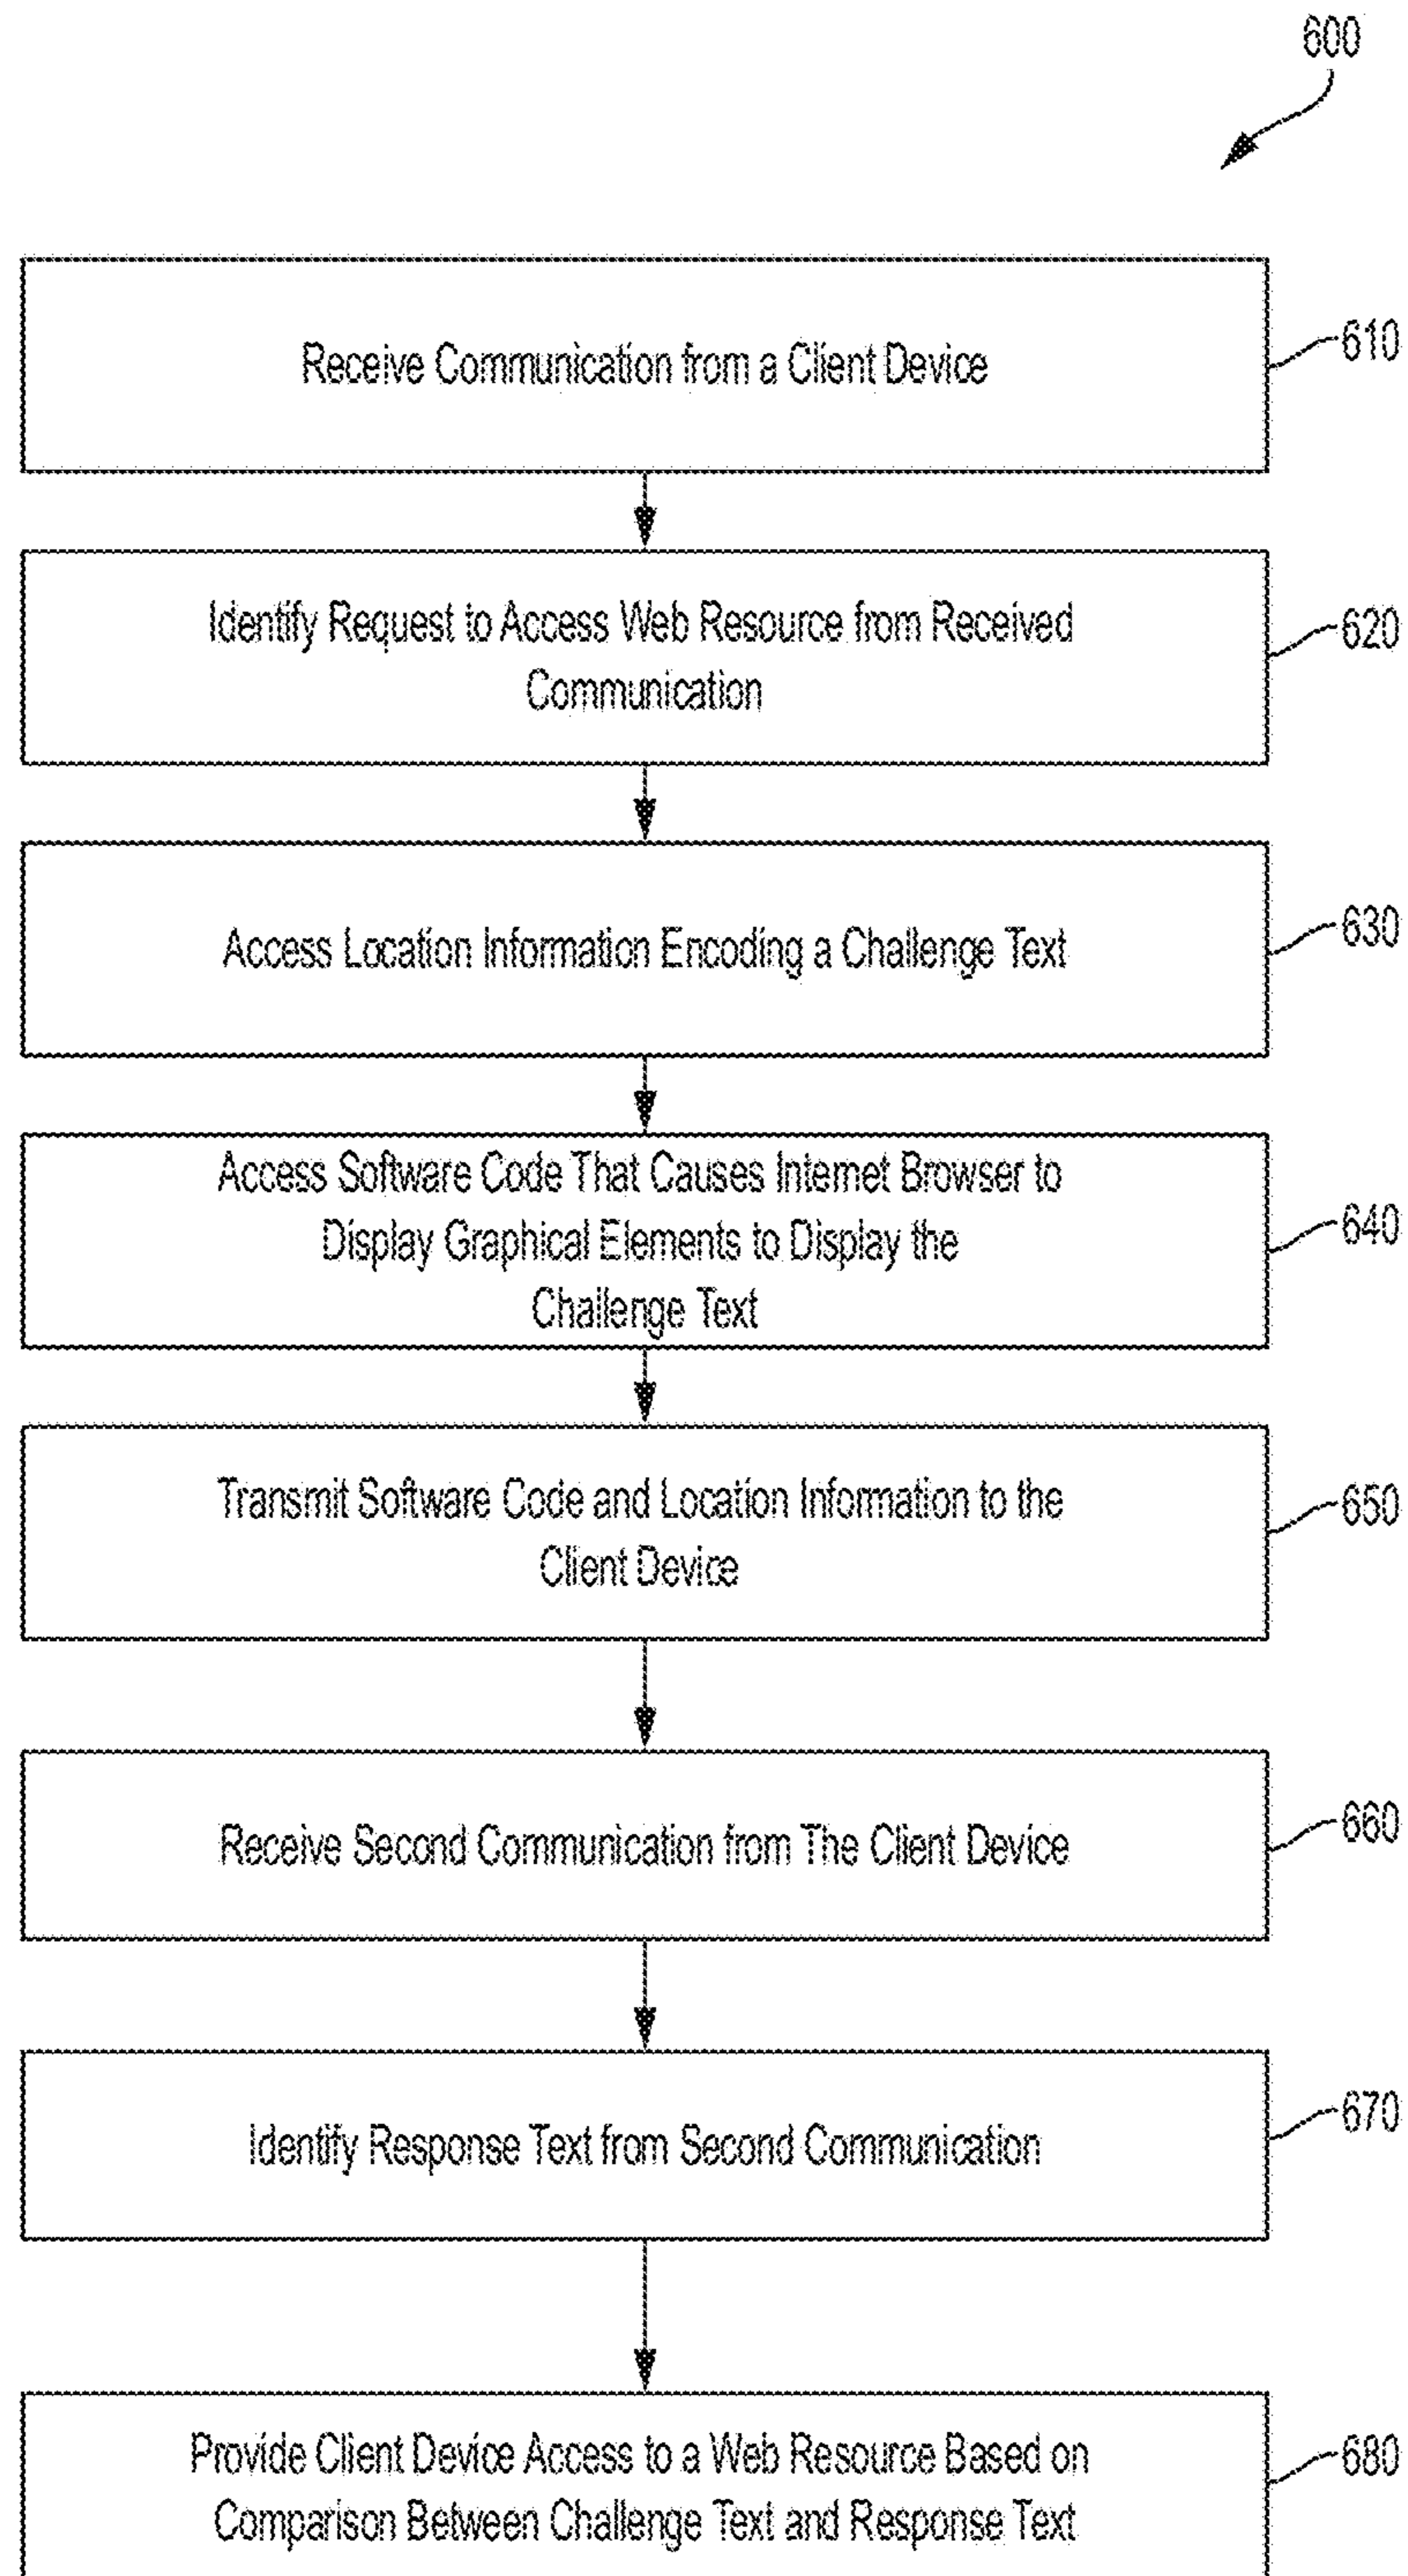 600
Receive Communication from a Client Device
610
Identify Request to Access Web Resource from Received
Communication
620
Access Location Information Encoding a Challenge Text
630
Access Software Code That Causes Internet Browser to
Display Graphical Elements to Display the
Challenge Text
640
Transmit Software Code and Location Information to the
Client Device
650
Receive Second Communication from The Client Device
660
Identify Response Text from Second Communication
670
Provide Client Device Access to a Web Resource Based on
Comparison Between Challenge Text and Response Text
680